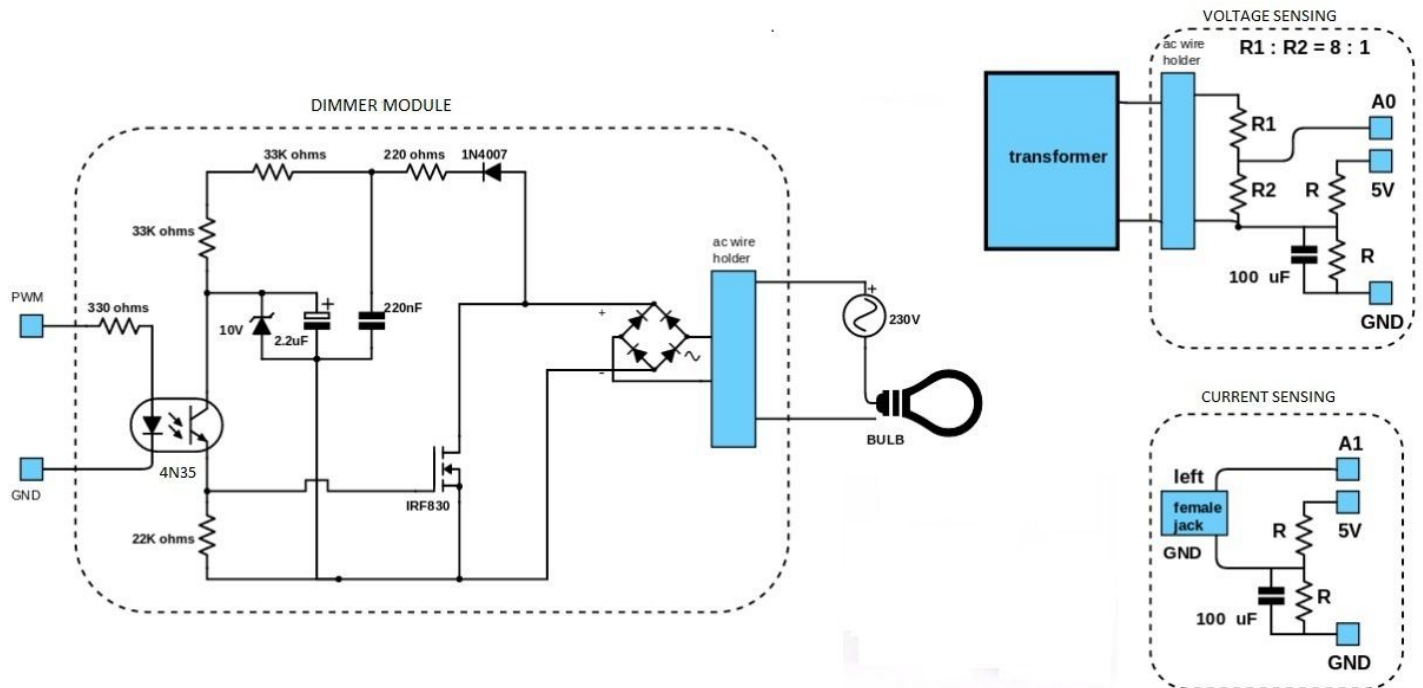 DIMMER MODULE
33K ohms
220 ohms
1N4007
33K ohms
PWM
330 ohms
10V
+
2.2uF
220nF
4N35
GND
22K ohms
IRF830
+
-
ac wire
holder
+
230V
BULB
VOLTAGE SENSING
ac wire
holder
R1 : R2 = 8 : 1
transformer
R1
A0
R2
R
5V
R
100 uF
GND
CURRENT SENSING
A1
left
female
jack
R
5V
GND
R
100 uF
GND